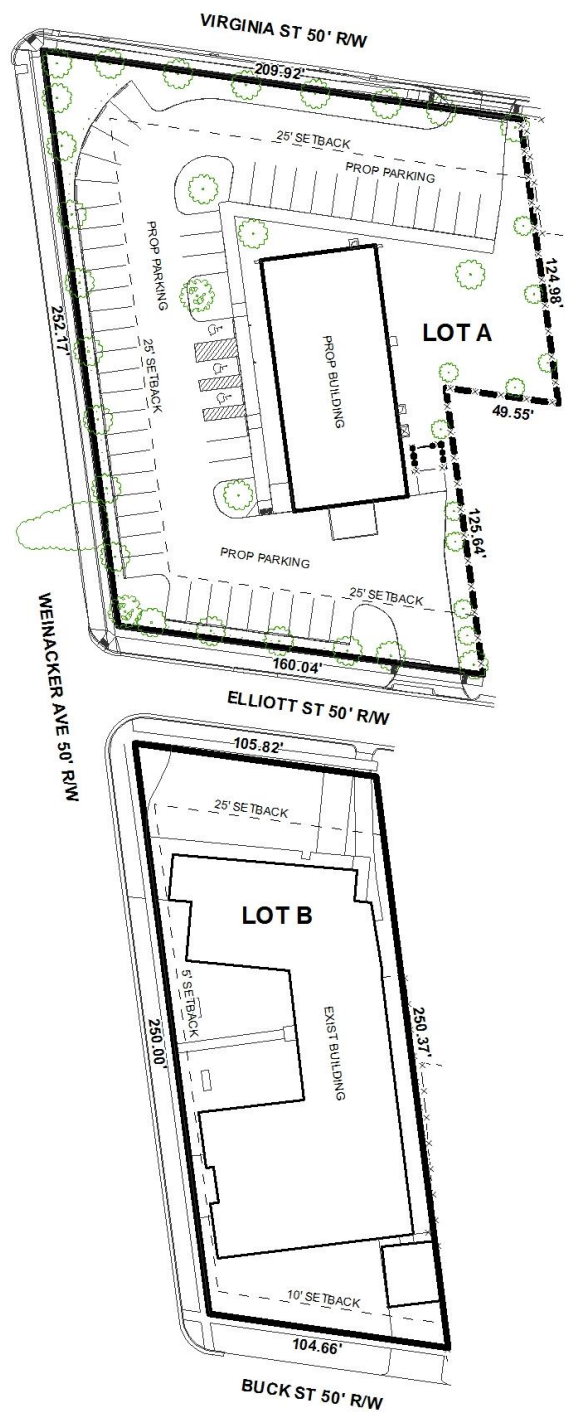 VIRGINIA ST 50' R/W
209.92'
25' SETBACK
PROP PARKING
PROP PARKING
124.98'
252.17'
LOT A
25' SETBACK
PROP BUILDING
49.55'
125.64'
PROP PARKING
25' SETBACK
160.04'
WEINACKER AVE 50' R/W
ELLIOTT ST 50' R/W
105.82'
25' SETBACK
LOT B
5' SETBACK
250.00'
EXIST BUILDING
250.37'
10' SETBACK
104.66'
BUCK ST 50' R/W